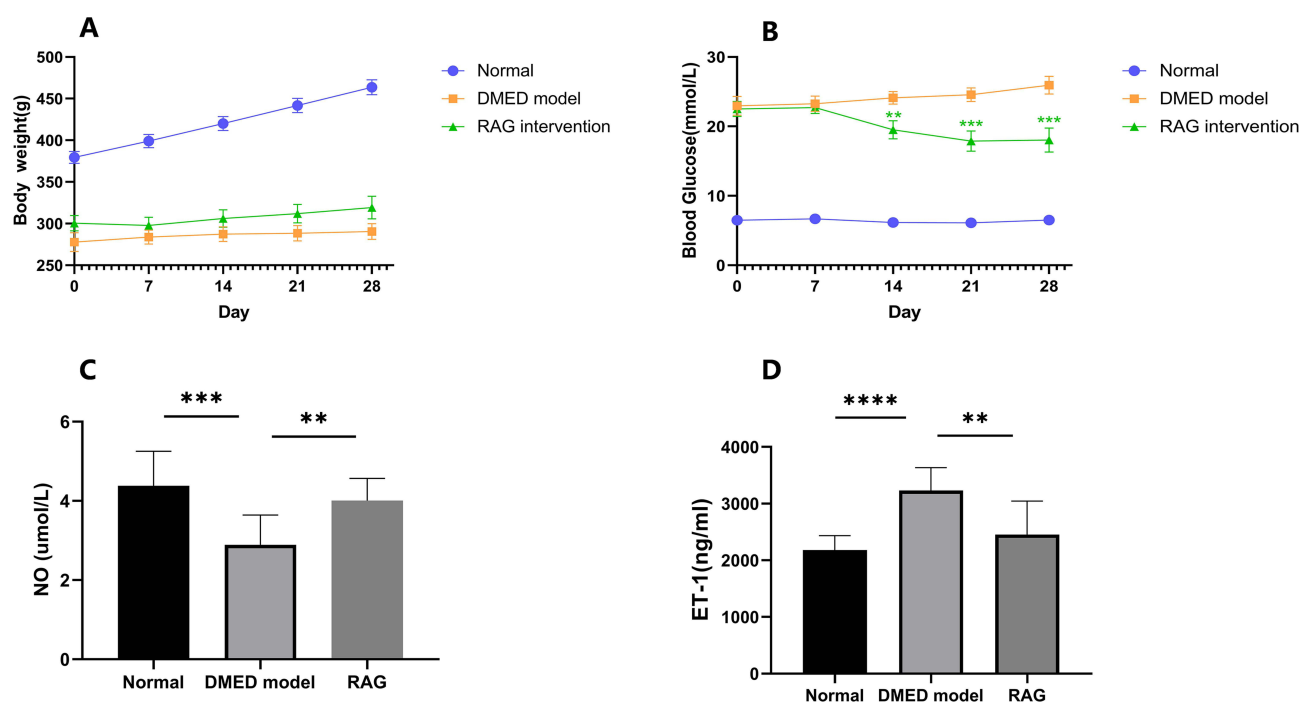 A
Body weight(g)
500
450
400
350
300
250
0 7 14 21 28
Day
Normal
DMED model
RAG intervention
B
Blood Glucose(mmol/L)
30
20
10
0
** *** ***
0 7 14 21 28
Day
Normal
DMED model
RAG intervention
C
NO (umol/L)
6
4
2
0
***
**
Normal DMED model RAG
D
ET-1(ng/ml)
4000
3000
2000
1000
0
****
**
Normal DMED model RAG